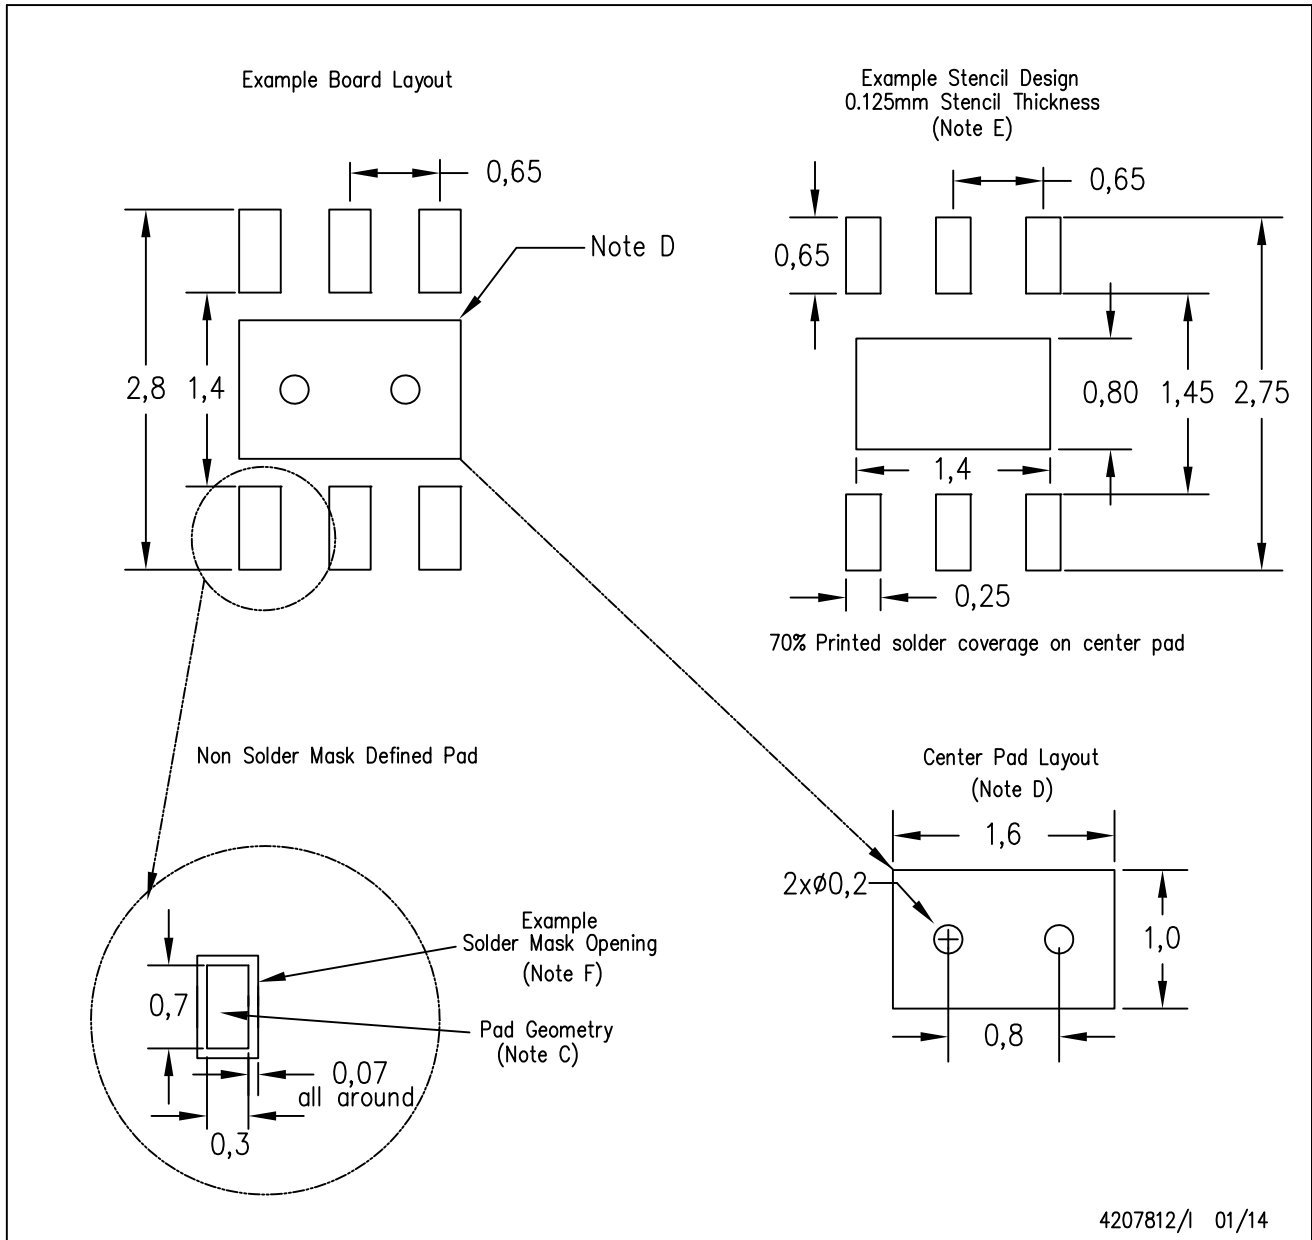 Example Board Layout
0,65
Note D
2,8
1,4
Example Stencil Design
0.125mm Stencil Thickness
(Note E)
0,65
0,65
0,80
1,45
2,75
1,4
0,25
70% Printed solder coverage on center pad
Non Solder Mask Defined Pad
Example
Solder Mask Opening
(Note F)
0,7
Pad Geometry
(Note C)
0,07
all around
0,3
Center Pad Layout
(Note D)
1,6
2xø0,2
1,0
0,8
4207812/I 01/14